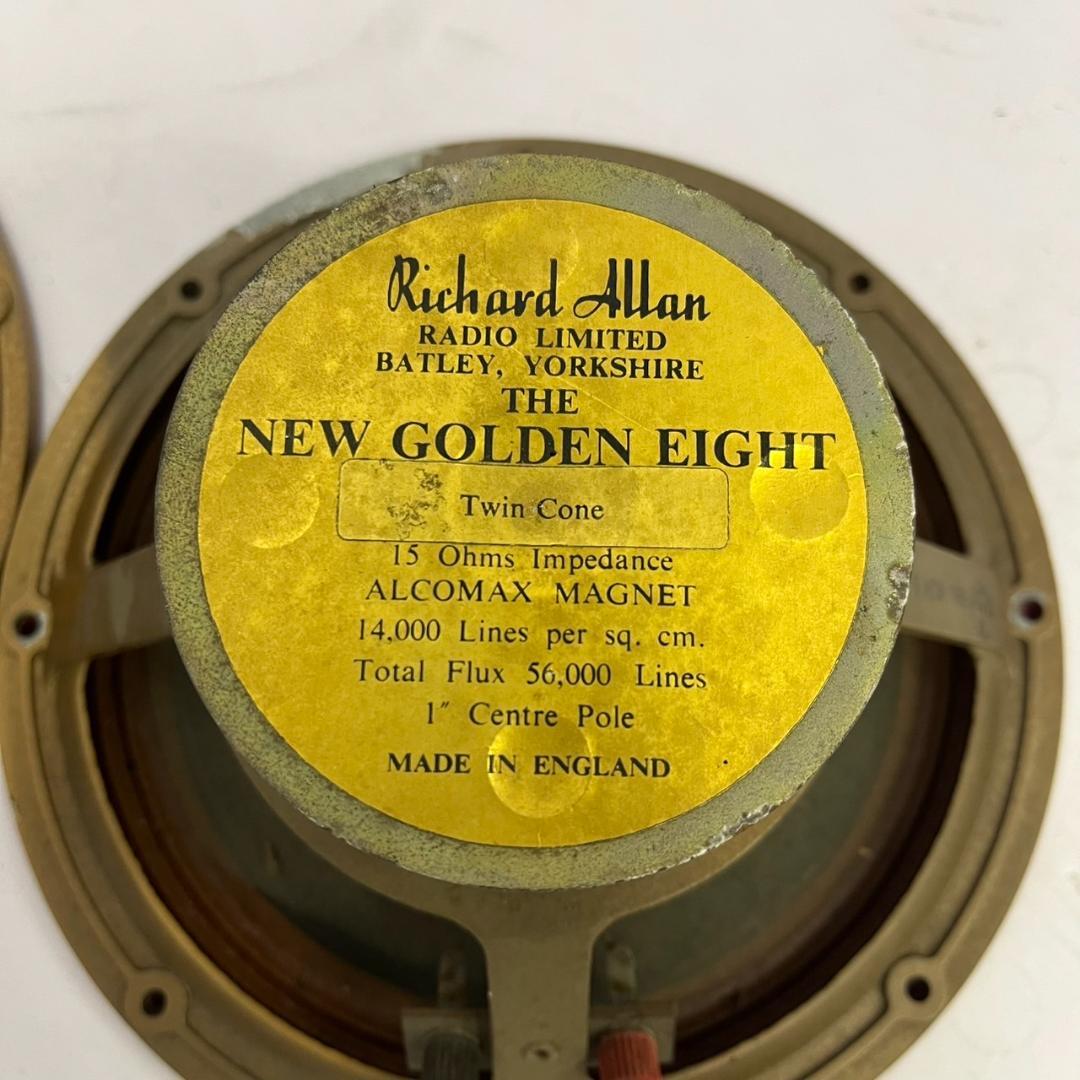 Richard Allan
RADIO LIMITED
BATLEY, YORKSHIRE
THE
NEW GOLDEN EIGHT
Twin Cone
15 Ohms Impedance
ALCOMAX MAGNET
14,000 Lines per sq. cm.
Total Flux 56,000 Lines
1″ Centre Pole
MADE IN ENGLAND